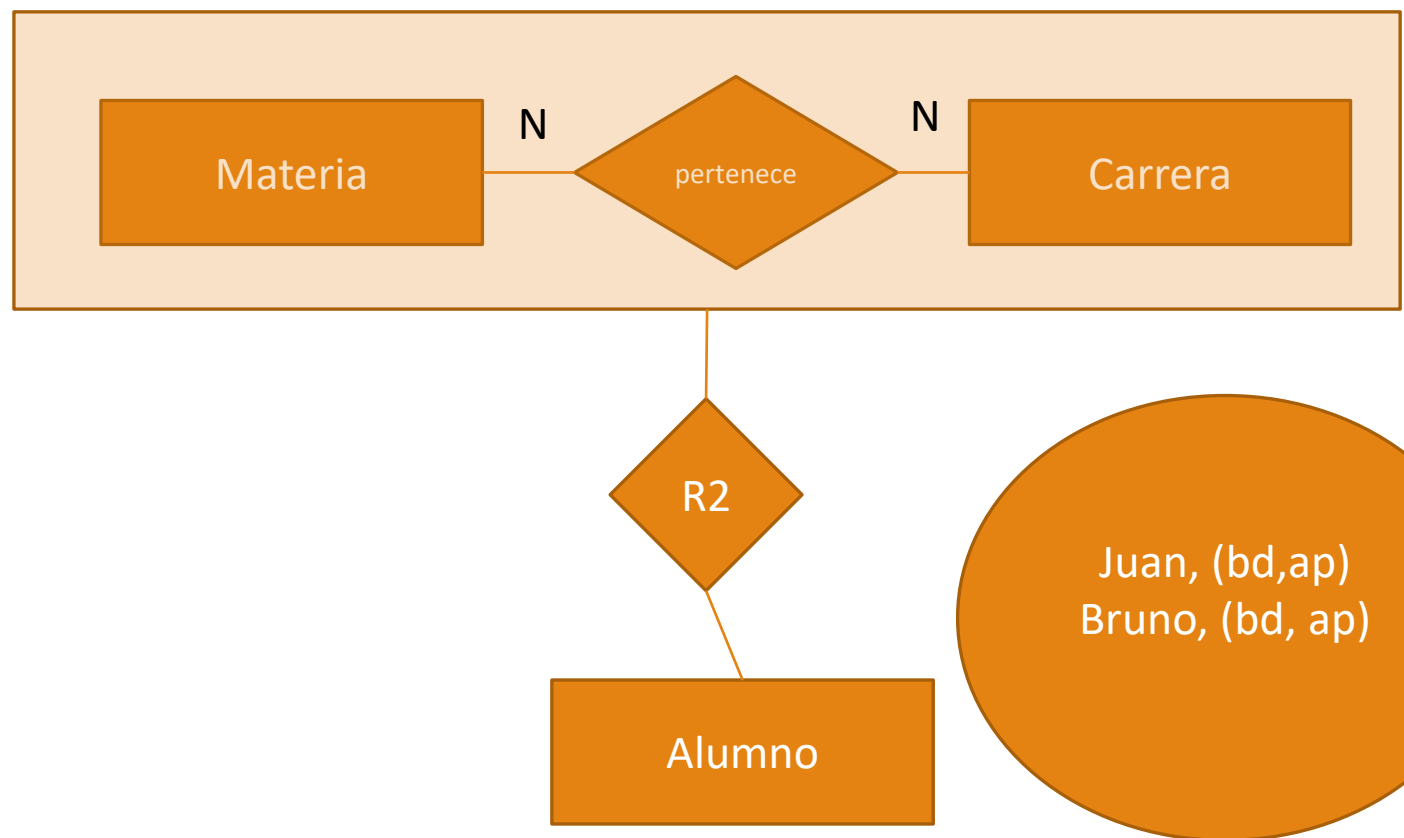 N
N
Materia
pertenece
Carrera
R2
Juan, (bd,ap)
Bruno, (bd, ap)
Alumno